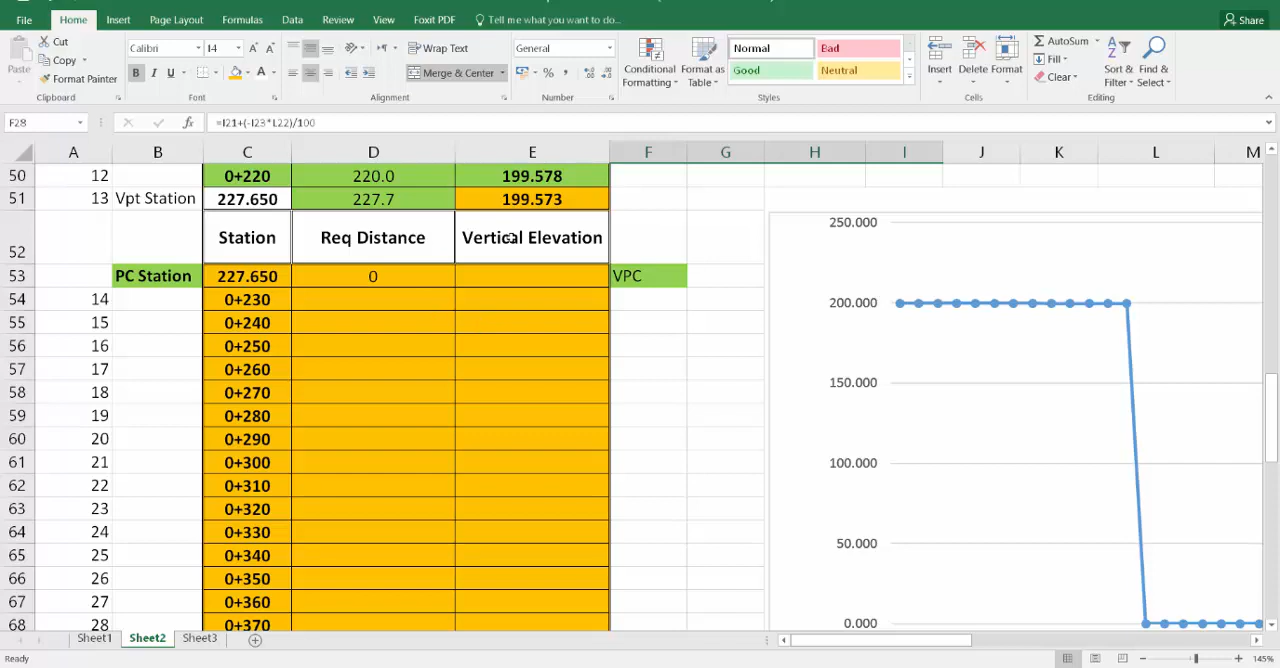 File Home Insert Page Layout Formulas Data Review View Foxit PDF Tell me what you want to do... Share
Paste Cut Copy Format Painter
Calibri 14
B I U A
Wrap Text
Merge & Center
General
% ,
Conditional Formatting
Format as Table
Normal Bad
Good Neutral
Insert Delete Format
AutoSum
Fill
Clear
Sort & Filter
Find & Select
Clipboard Font Alignment Number Styles Cells Editing
F28 fx =I21+(-I23*L22)/100
A B C D E F G H I J K L M
50 12 0+220 220.0 199.578
51 13 Vpt Station 227.650 227.7 199.573
52 Station Req Distance Vertical Elevation
53 PC Station 227.650 0 VPC
54 14 0+230
55 15 0+240
56 16 0+250
57 17 0+260
58 18 0+270
59 19 0+280
60 20 0+290
61 21 0+300
62 22 0+310
63 23 0+320
64 24 0+330
65 25 0+340
66 26 0+350
67 27 0+360
68 28 0+370
250.000
200.000
150.000
100.000
50.000
0.000
Sheet1 Sheet2 Sheet3
Ready 145%